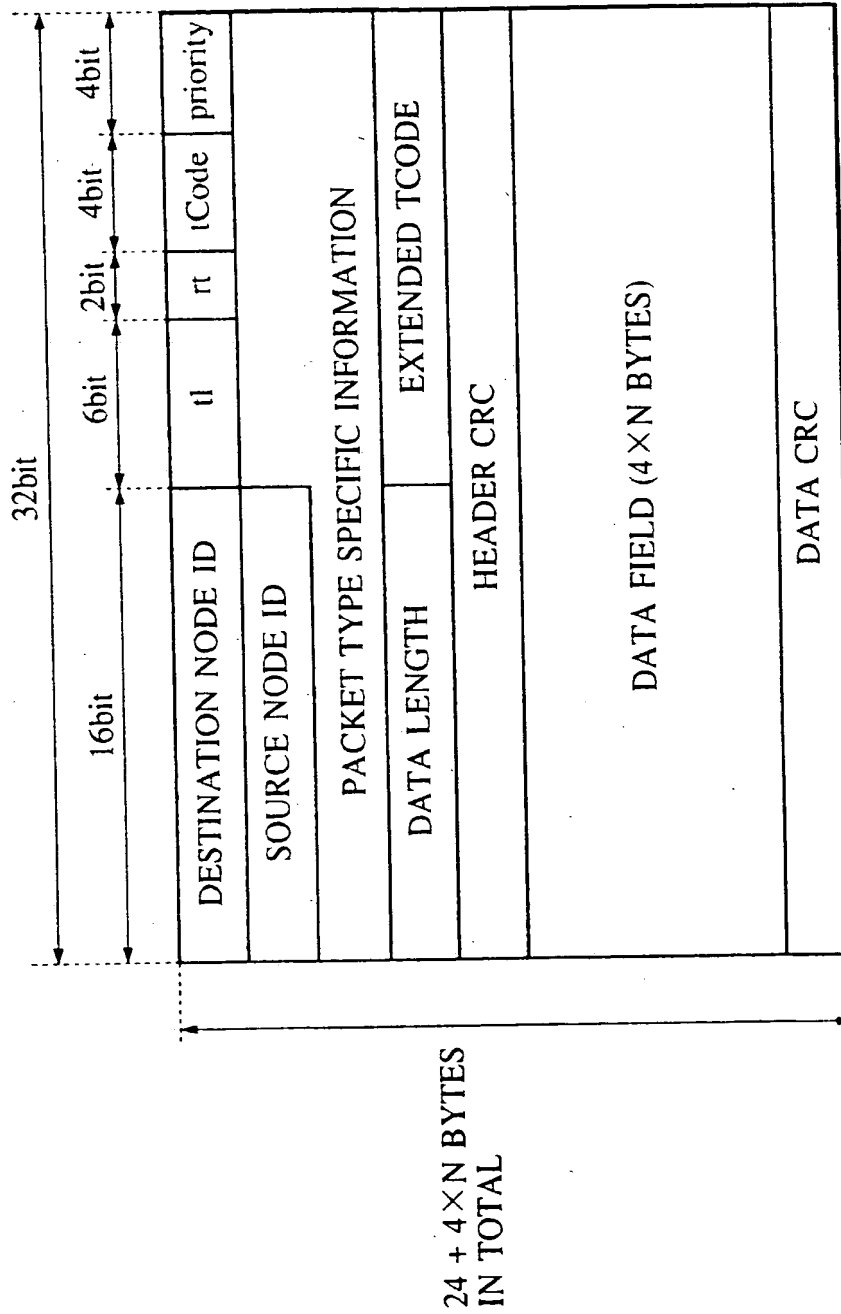 32bit
16bit
6bit
2bit
4bit
4bit
DESTINATION NODE ID
tl
rt
tCode
priority
SOURCE NODE ID
PACKET TYPE SPECIFIC INFORMATION
DATA LENGTH
EXTENDED TCODE
HEADER CRC
DATA FIELD (4×N BYTES)
DATA CRC
24 + 4×N BYTES
IN TOTAL